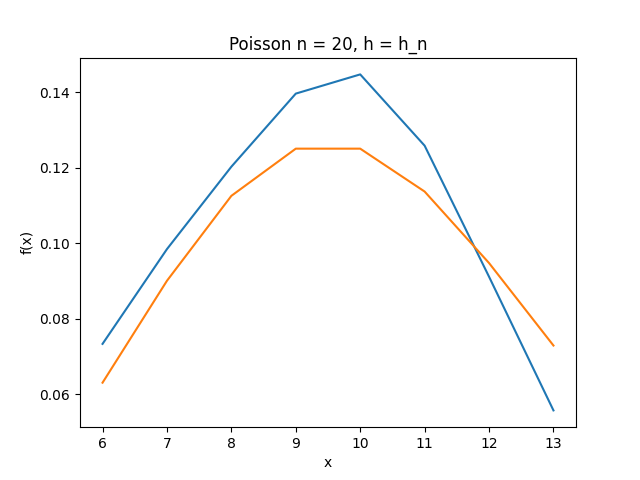 Poisson n = 20, h = h_n
f(x)
0.14
0.12
0.10
0.08
0.06
6 7 8 9 10 11 12 13
x